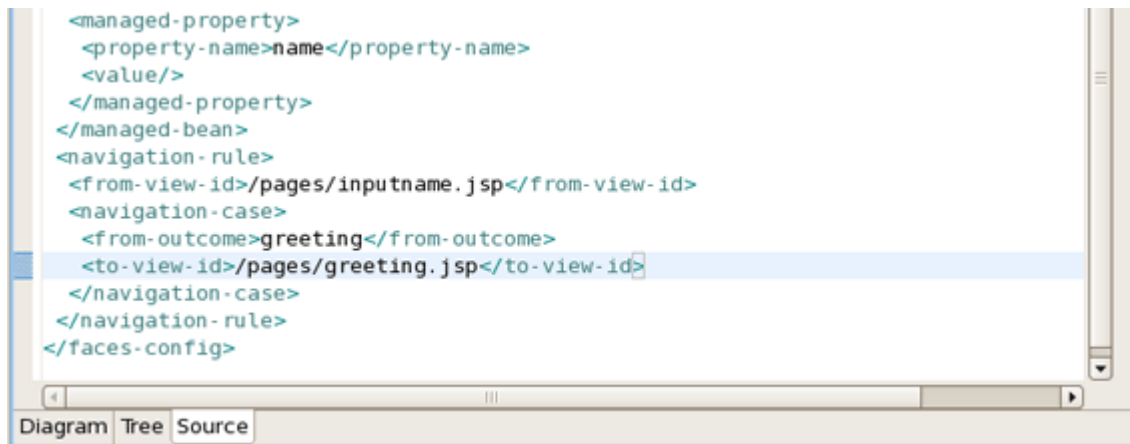 <managed-property>
<property-name>name</property-name>
<value/>
</managed-property>
</managed-bean>
<navigation-rule>
<from-view-id>/pages/inputname.jsp</from-view-id>
<navigation-case>
<from-outcome>greeting</from-outcome>
<to-view-id>/pages/greeting.jsp</to-view-id>
</navigation-case>
</navigation-rule>
</faces-config>
Diagram Tree Source